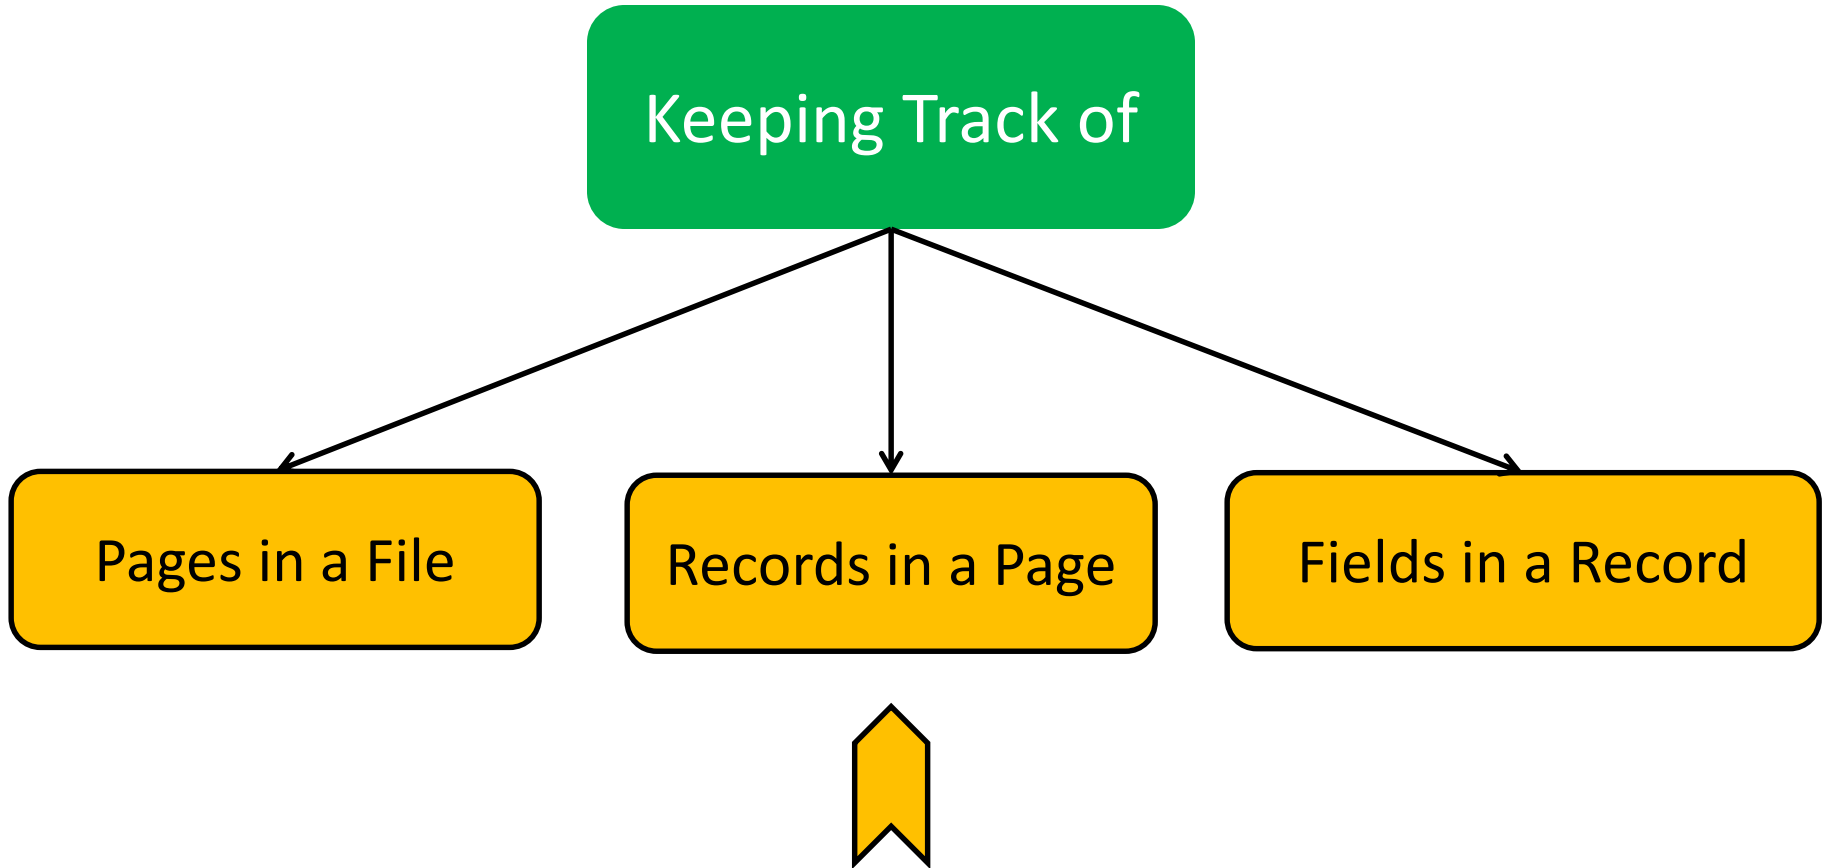 Keeping Track of
Pages in a File
Records in a Page
Fields in a Record